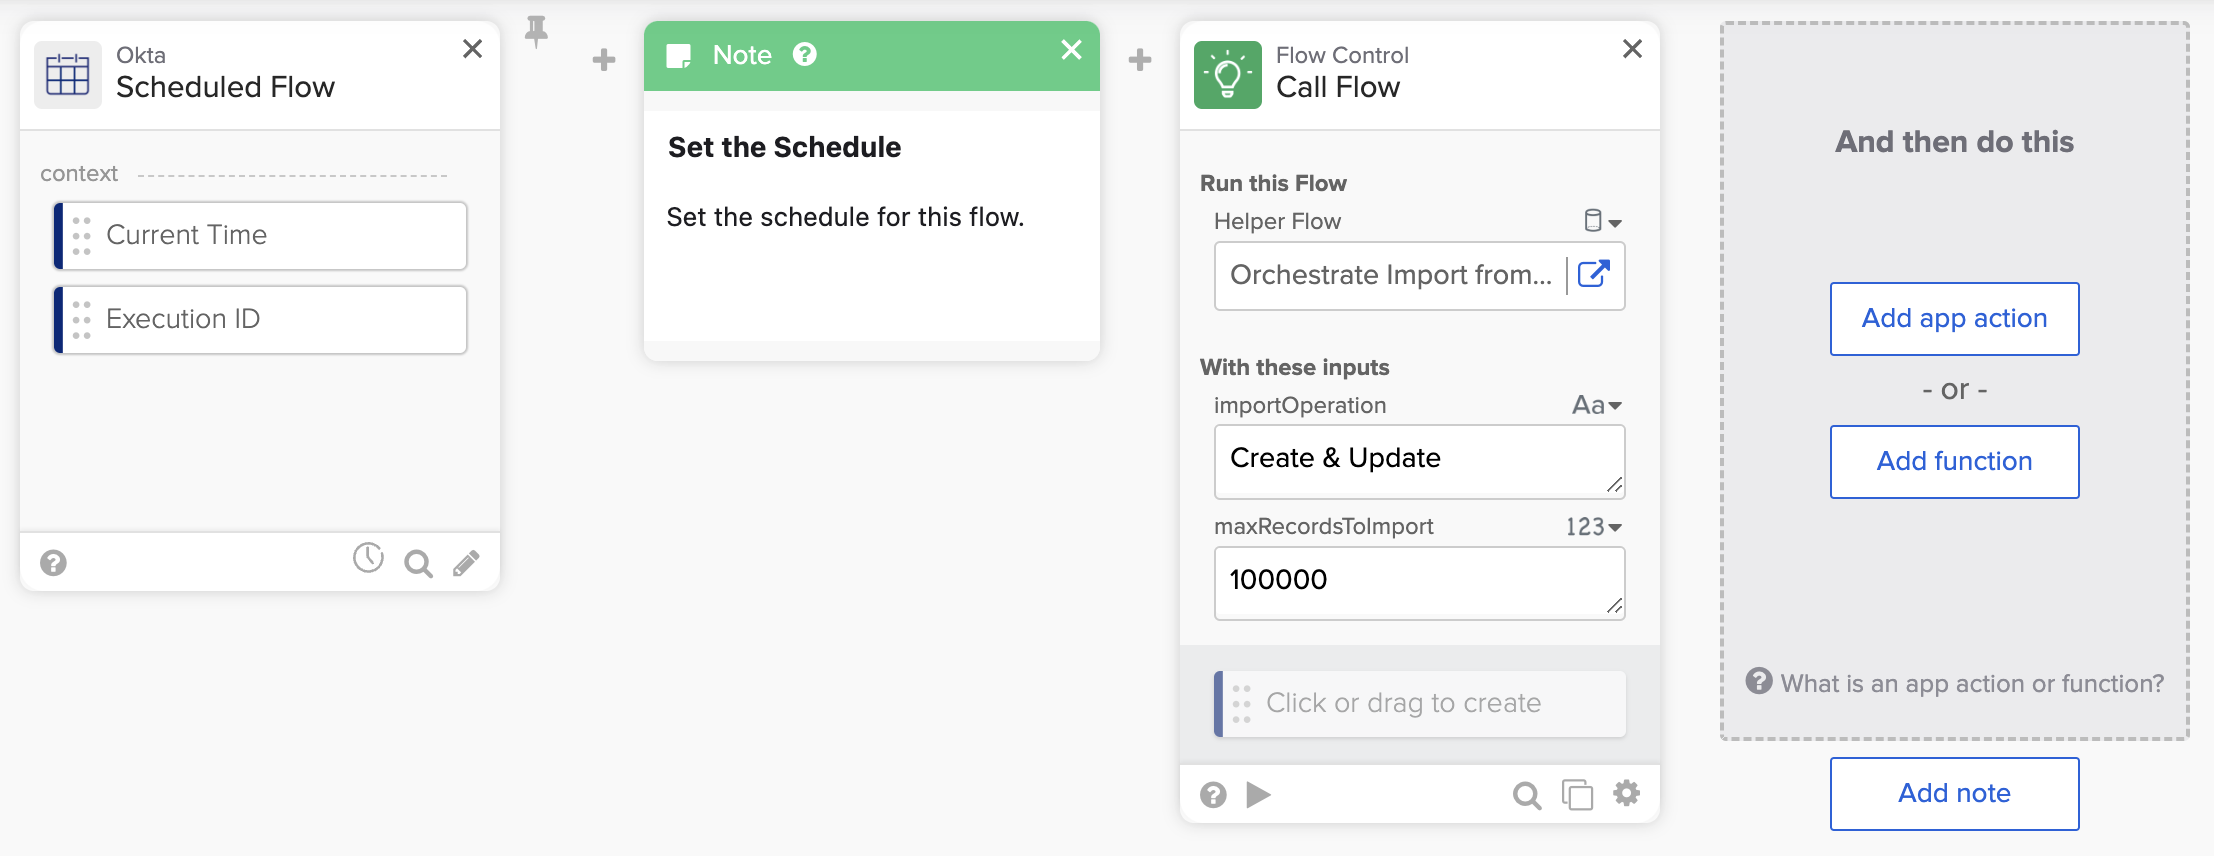 Okta
Scheduled Flow
context
Current Time
Execution ID
Note
Set the Schedule
Set the schedule for this flow.
Flow Control
Call Flow
Run this Flow
Helper Flow
Orchestrate Import from...
With these inputs
importOperation Aa
Create & Update
maxRecordsToImport 123
100000
Click or drag to create
And then do this
Add app action
- or -
Add function
What is an app action or function?
Add note